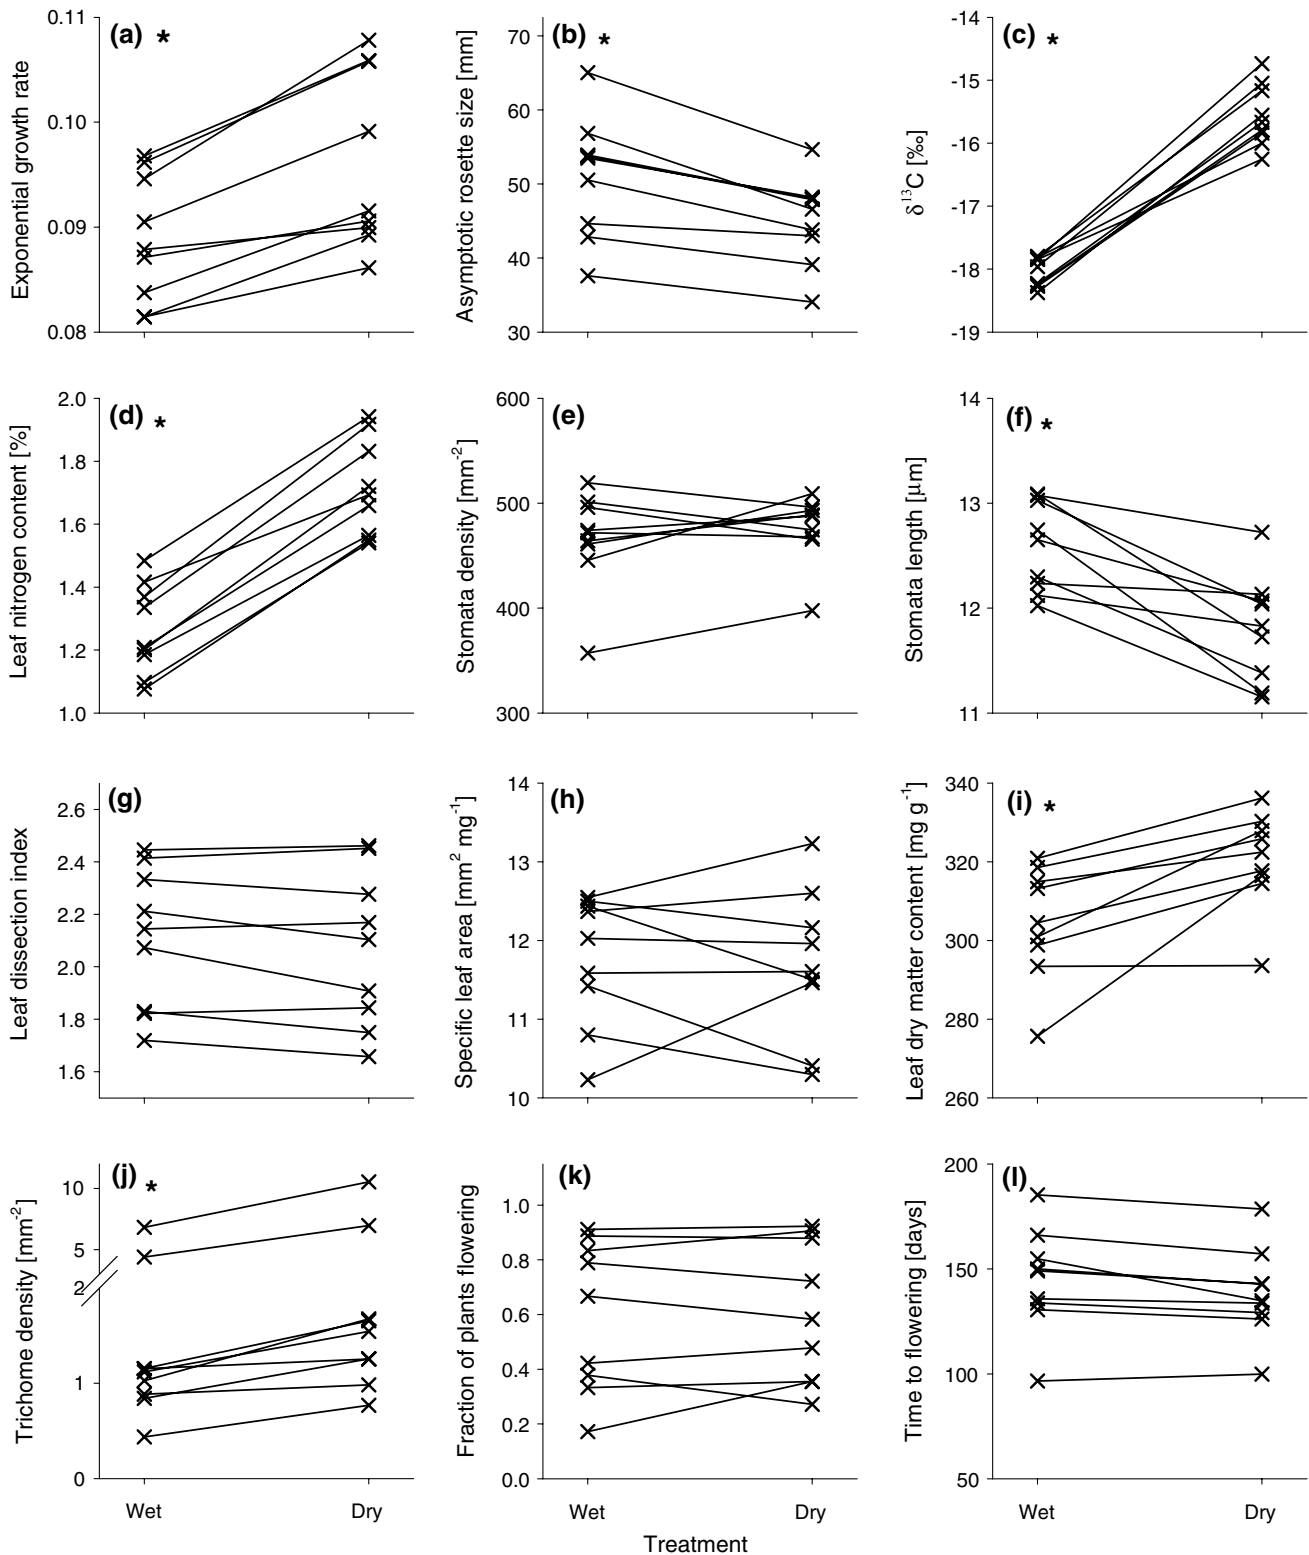 (a) *
Exponential growth rate
0.11
0.10
0.09
0.08
(b) *
Asymptotic rosette size [mm]
70
60
50
40
30
(c) *
δ¹³C [‰]
-14
-15
-16
-17
-18
-19
(d) *
Leaf nitrogen content [%]
2.0
1.8
1.6
1.4
1.2
1.0
(e)
Stomata density [mm⁻²]
600
500
400
300
(f) *
Stomata length [μm]
14
13
12
11
(g)
Leaf dissection index
2.6
2.4
2.2
2.0
1.8
1.6
(h)
Specific leaf area [mm² mg⁻¹]
14
13
12
11
10
(i) *
Leaf dry matter content [mg g⁻¹]
340
320
300
280
260
(j) *
Trichome density [mm⁻²]
10
5
2
1
0
Wet Dry
(k)
Fraction of plants flowering
1.0
0.8
0.6
0.4
0.2
0.0
Wet Dry
(l)
Time to flowering [days]
200
150
100
50
Wet Dry
Treatment